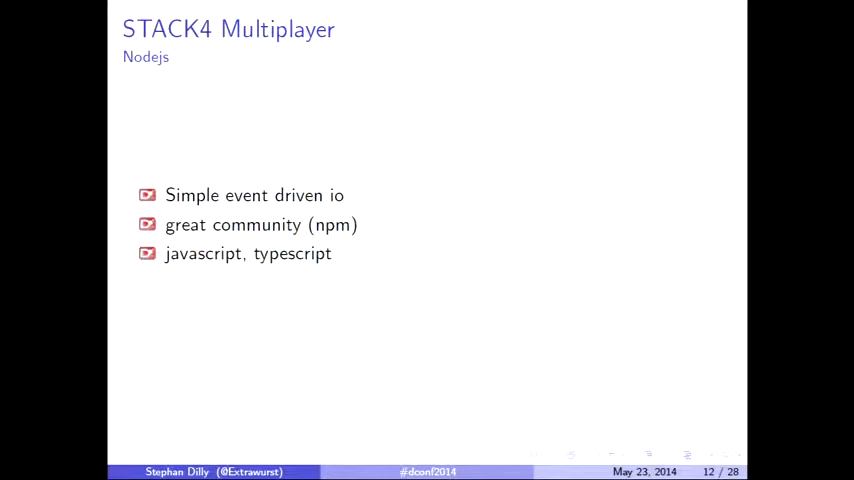 STACK4 Multiplayer
Nodejs
Simple event driven io
great community (npm)
javascript, typescript
Stephan Dilly (@Extrawurst)
#dconf2014
May 23, 2014
12 / 28